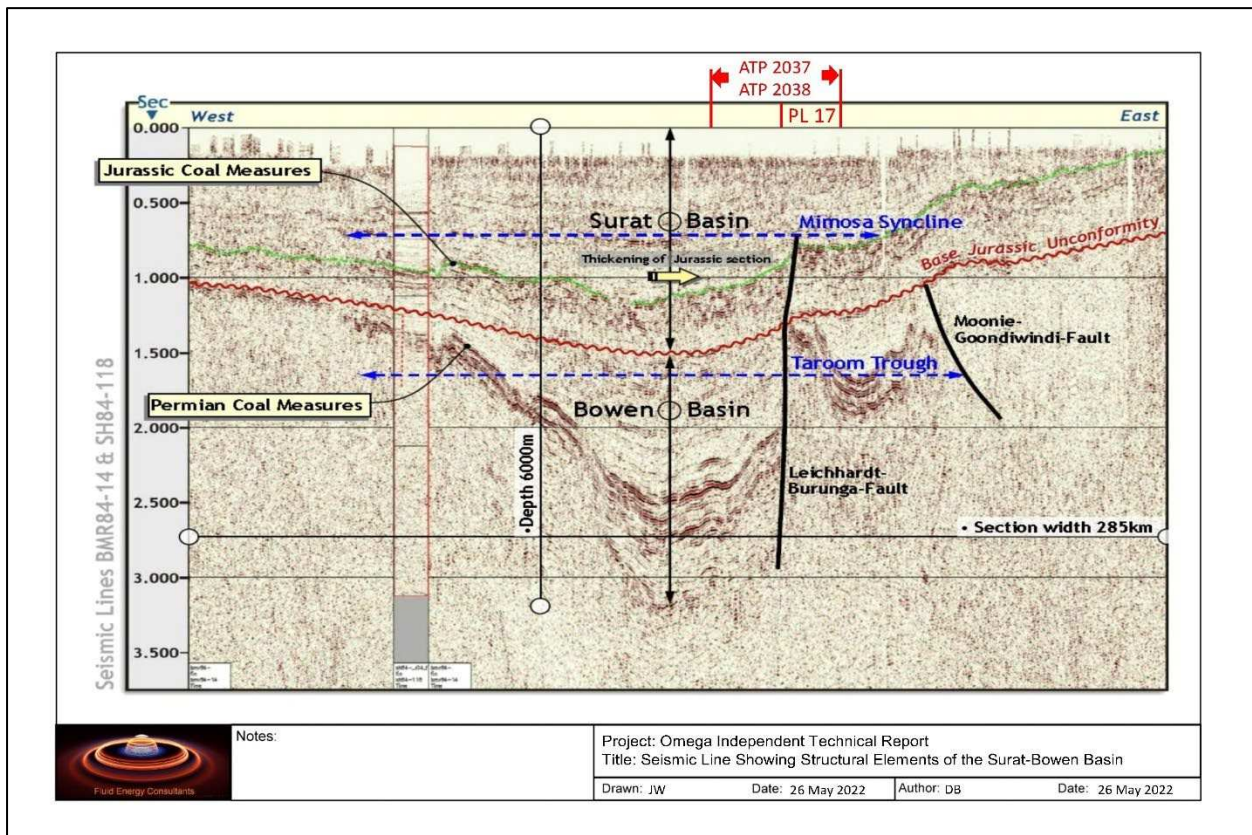 ATP 2037
ATP 2038
PL 17
Sec
West
East
0.000
Jurassic Coal Measures
0.500
Surat Basin
Mimosa Syncline
Base Jurassic Unconformity
Thickening of Jurassic section
1.000
Moonie-
Goondiwindi-Fault
1.500
Taroom Trough
Permian Coal Measures
Bowen Basin
2.000
•Depth 6000m
Leichhardt-
Burunga-Fault
2.500
• Section width 285km
3.000
3.500
Seismic Lines BMR84-14 & SH84-118
Fluid Energy Consultants
Notes:
Project: Omega Independent Technical Report
Title: Seismic Line Showing Structural Elements of the Surat-Bowen Basin
Drawn: JW Date: 26 May 2022 Author: DB Date: 26 May 2022